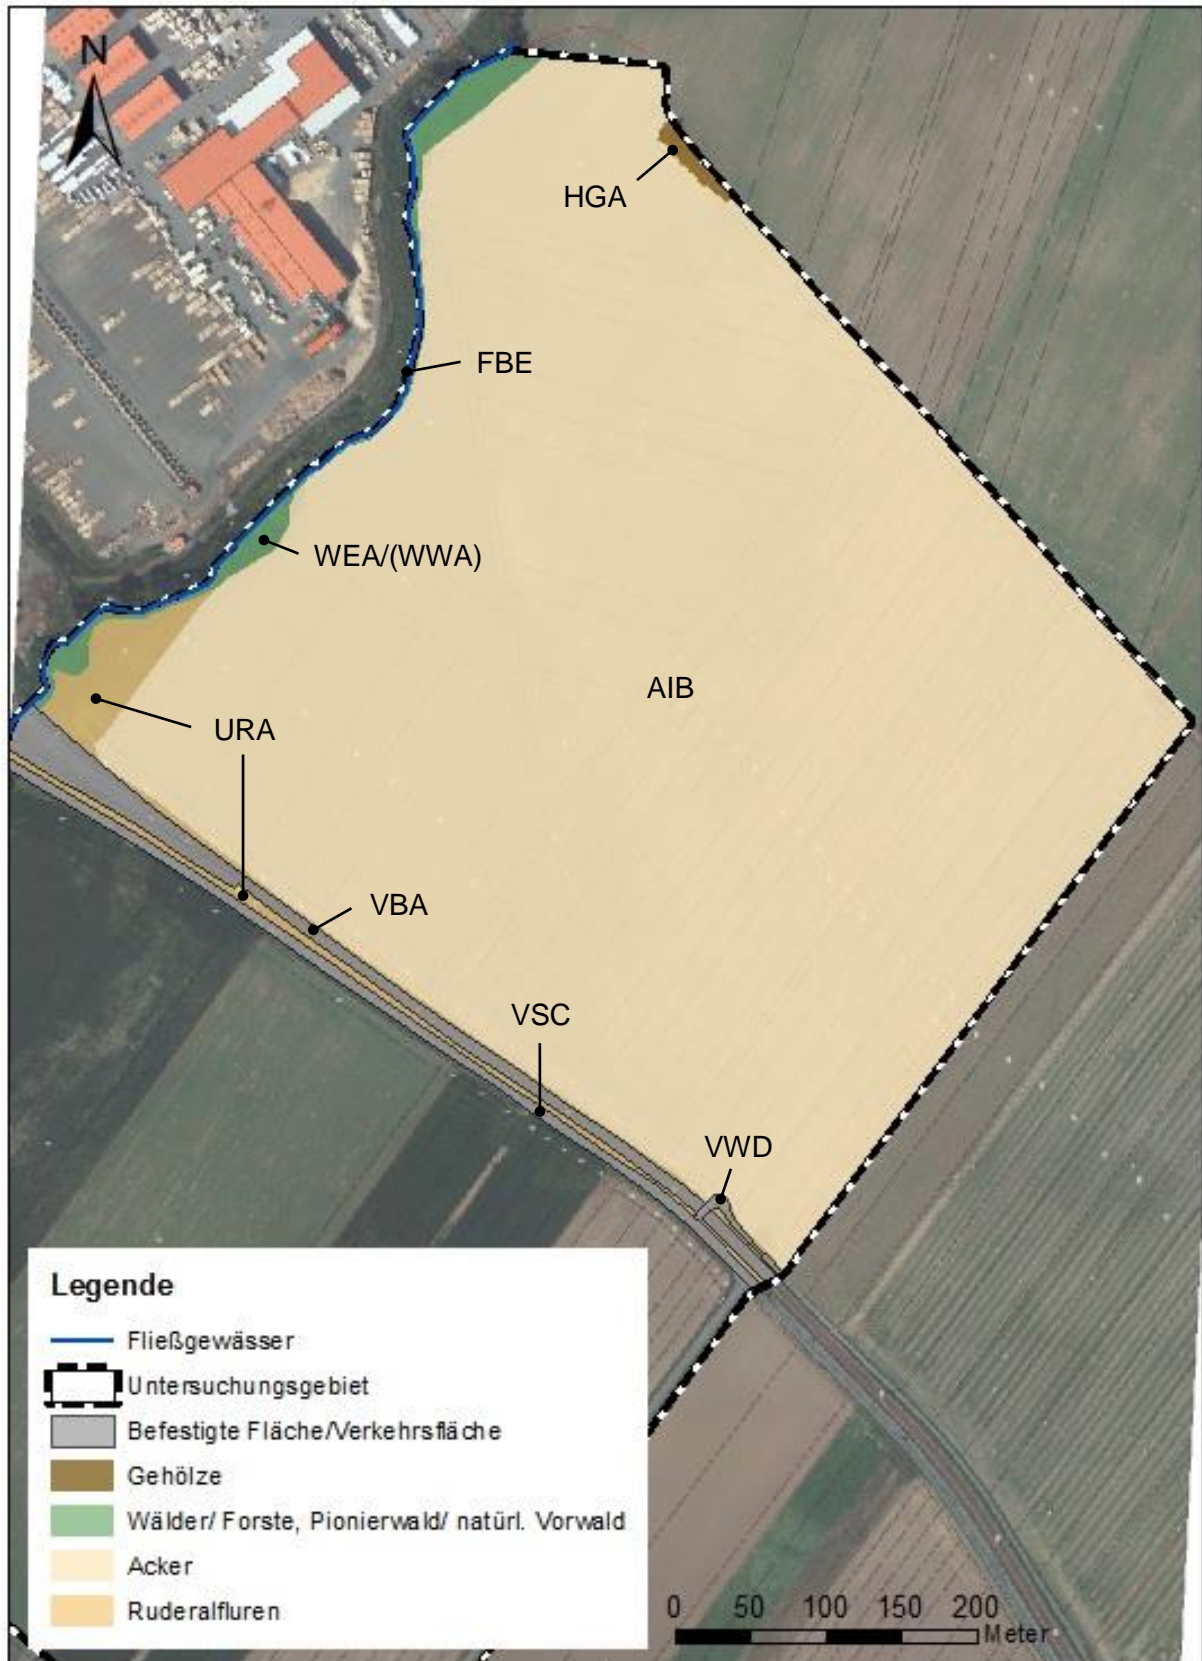 N
HGA
FBE
WEA/(WWA)
AIB
URA
VBA
VSC
VWD
Legende
Fließgewässer
Untersuchungsgebiet
Befestigte Fläche/Verkehrsfläche
Gehölze
Wälder/ Forste, Pionierwald/ natürl. Vorwald
Acker
Ruderalfluren
0 50 100 150 200
Meter